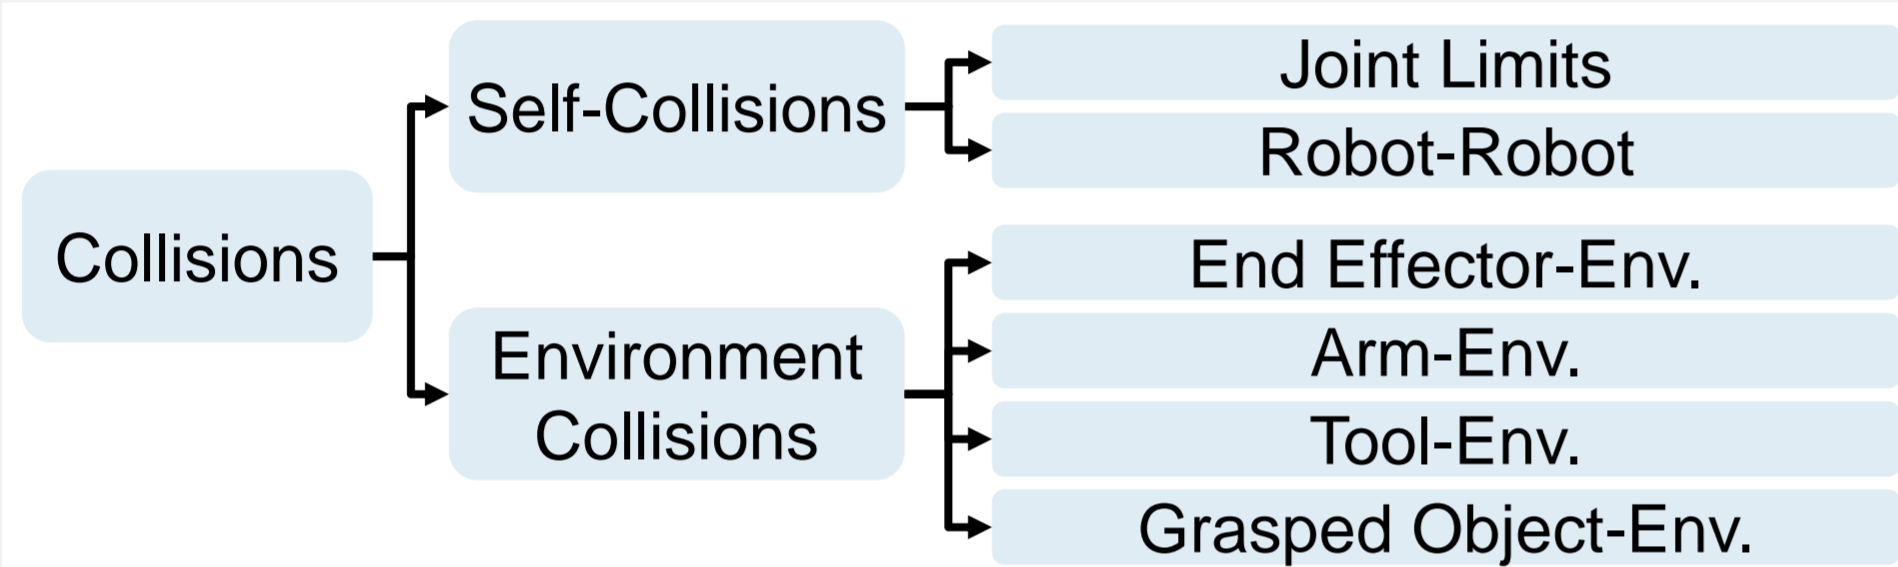 Collisions
Self-Collisions
Joint Limits
Robot-Robot
Environment
Collisions
End Effector-Env.
Arm-Env.
Tool-Env.
Grasped Object-Env.